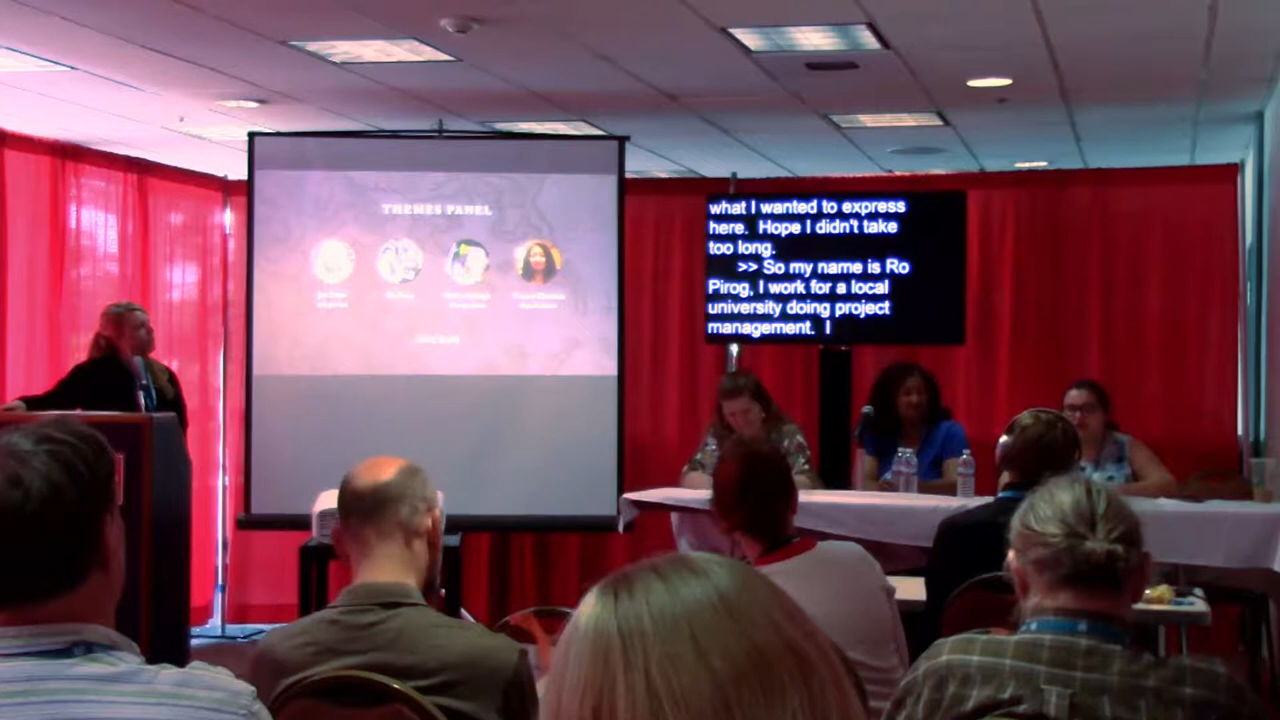 THEMES PANEL
what I wanted to express
here.  Hope I didn't take
too long.
>> So my name is Ro
Pirog, I work for a local
university doing project
management.  I